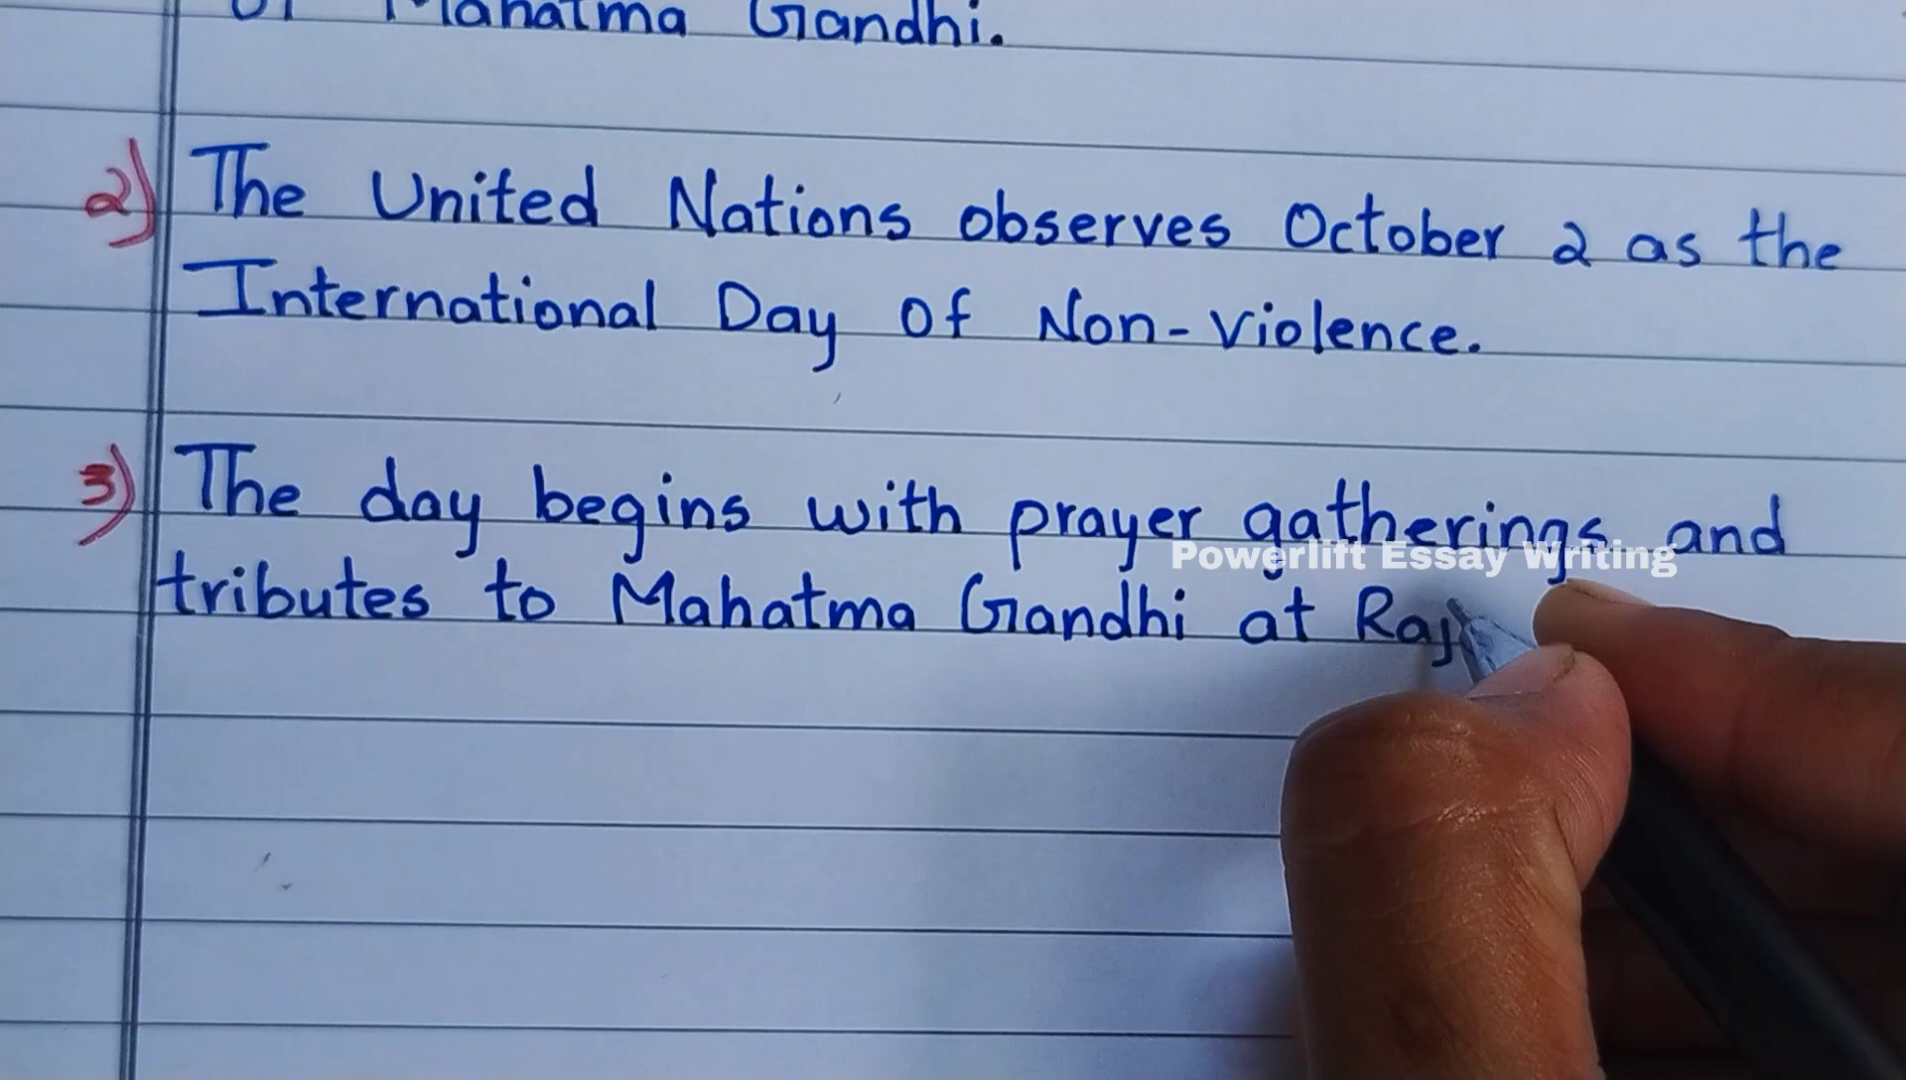 of Mahatma Gandhi.
2) The United Nations observes October 2 as the
International Day of Non-violence.
3) The day begins with prayer gatherings and
Powerlift Essay Writing
tributes to Mahatma Gandhi at Raj